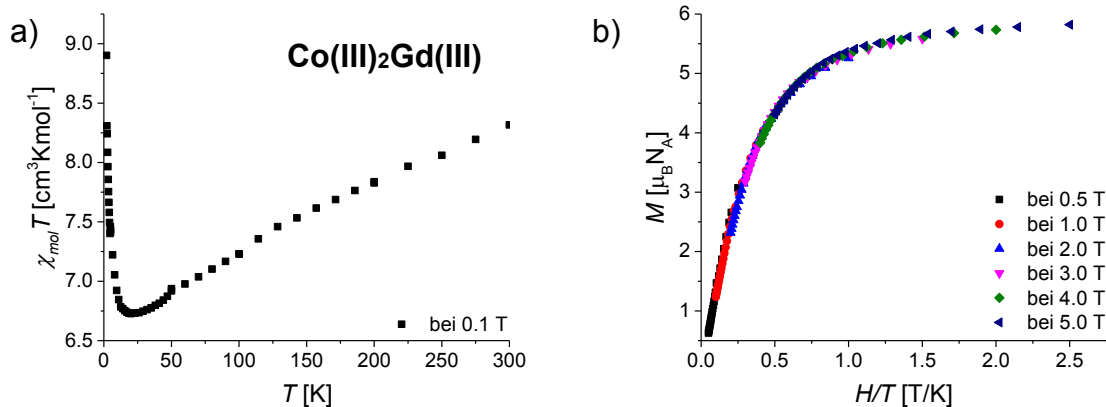 a)
Co(III)₂Gd(III)
χmolT [cm³Kmol⁻¹]
9.0
8.5
8.0
7.5
7.0
6.5
bei 0.1 T
0 50 100 150 200 250 300
T [K]
b)
M [μBNA]
6
5
4
3
2
1
bei 0.5 T
bei 1.0 T
bei 2.0 T
bei 3.0 T
bei 4.0 T
bei 5.0 T
0.0 0.5 1.0 1.5 2.0 2.5
H/T [T/K]